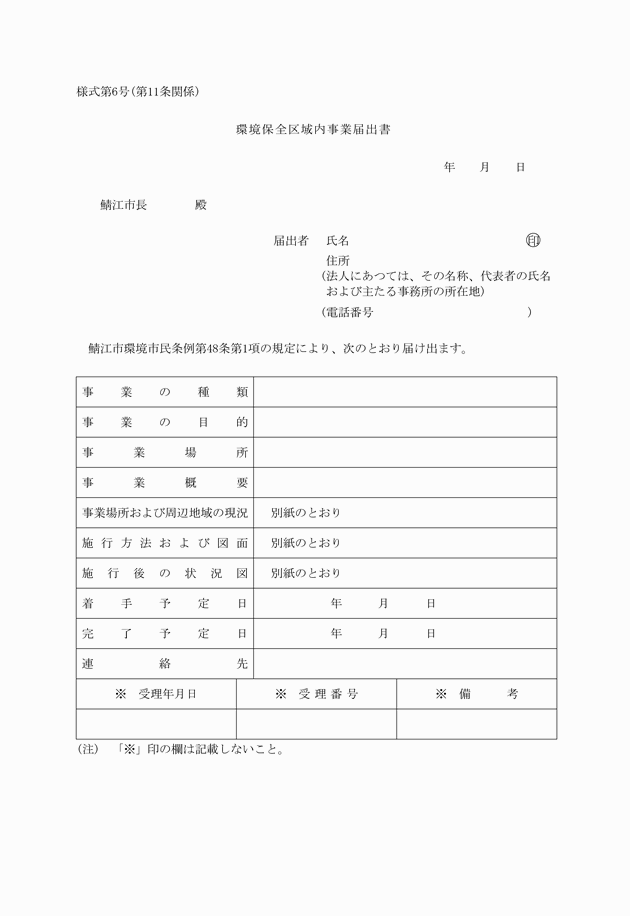 様式第6号(第11条関係)
環境保全区域内事業届出書
年　　月　　日
鯖江市長　　　　殿
届出者　氏名　　　　　　　　　　㊞
住所
(法人にあつては、その名称、代表者の氏名
および主たる事務所の所在地)
(電話番号　　　　　　　　　　　　　)
鯖江市環境市民条例第48条第1項の規定により、次のとおり届け出ます。
事業の種類
事業の目的
事業場所
事業概要
事業場所および周辺地域の現況　別紙のとおり
施行方法および図面　別紙のとおり
施行後の状況図　別紙のとおり
着手予定日　年　　月　　日
完了予定日　年　　月　　日
連絡先
※　受理年月日　※　受理番号　※　備　　考
(注)　「※」印の欄は記載しないこと。